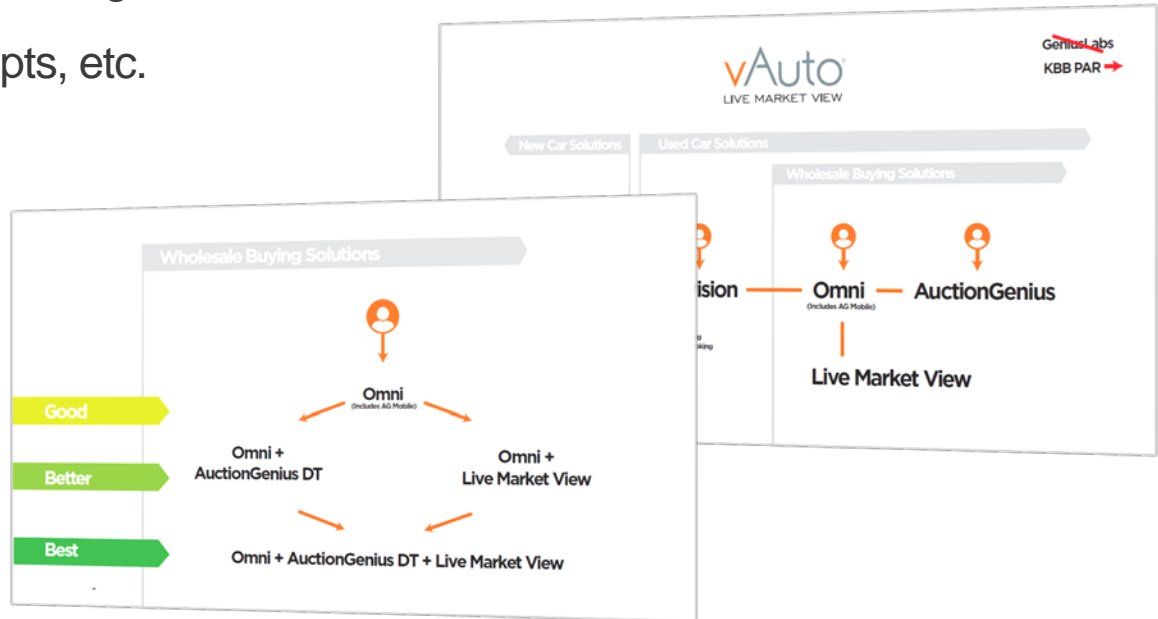 pts, etc.
vAuto
LIVE MARKET VIEW
GeniusLabs
KBB PAR
New Car Solutions
Used Car Solutions
Wholesale Buying Solutions
ision
Omni
(Includes AG Mobile)
AuctionGenius
Live Market View
Wholesale Buying Solutions
Omni
(Includes AG Mobile)
Good
Omni +
AuctionGenius DT
Omni +
Live Market View
Better
Best
Omni + AuctionGenius DT + Live Market View